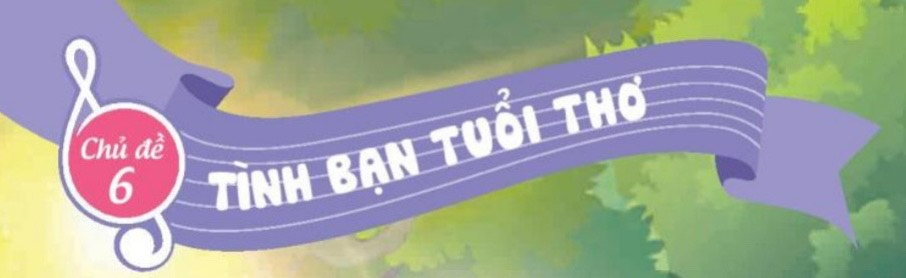 Chủ đề
6
TÌNH BẠN TUỔI THƠ